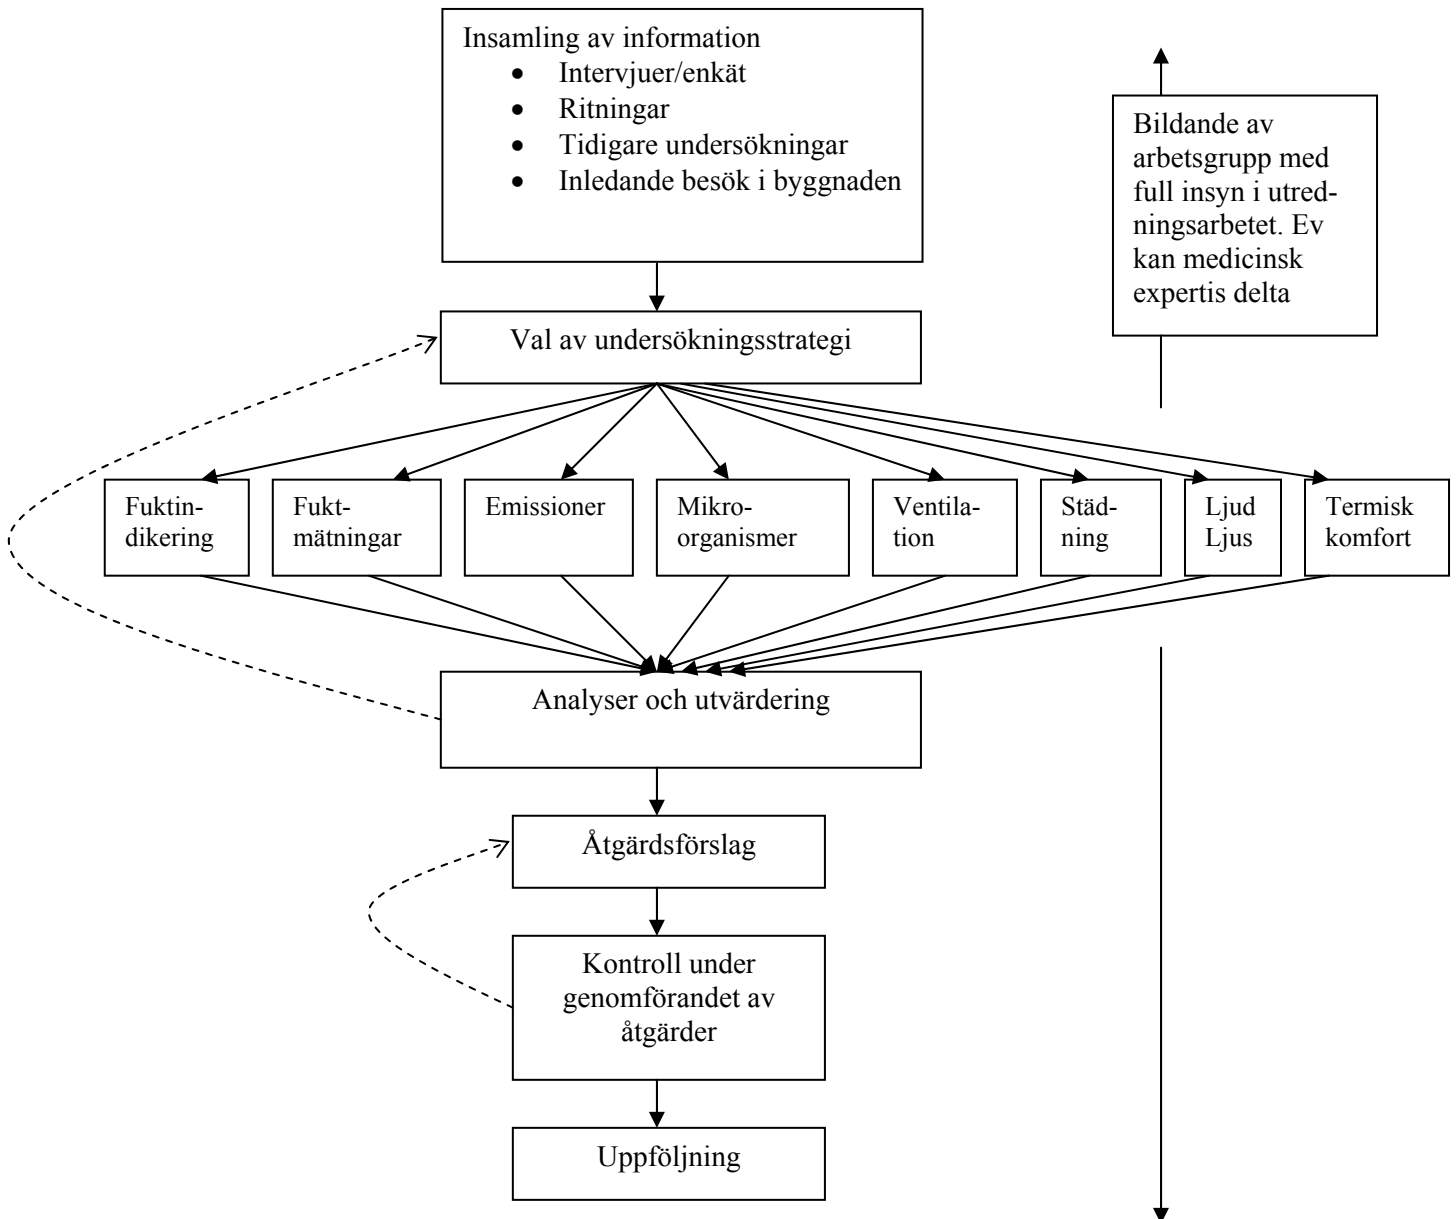 Insamling av information
• Intervjuer/enkät
• Ritningar
• Tidigare undersökningar
• Inledande besök i byggnaden
Bildande av
arbetsgrupp med
full insyn i utred-
ningsarbetet. Ev
kan medicinsk
expertis delta
Val av undersökningsstrategi
Fuktin-
dikering
Fukt-
mätningar
Emissioner
Mikro-
organismer
Ventila-
tion
Städ-
ning
Ljud
Ljus
Termisk
komfort
Analyser och utvärdering
Åtgärdsförslag
Kontroll under
genomförandet av
åtgärder
Uppföljning